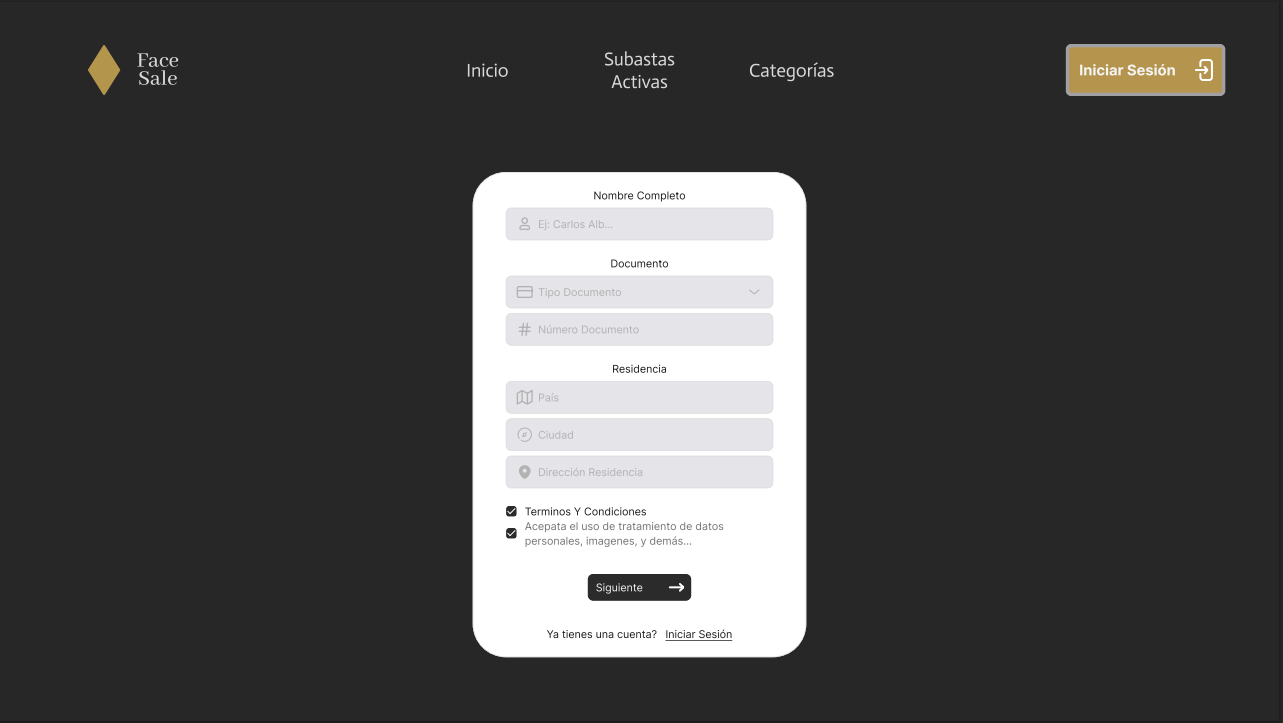 Face
Sale
Inicio
Subastas
Activas
Categorías
Iniciar Sesión
Nombre Completo
Ej: Carlos Alb...
Documento
Tipo Documento
Número Documento
Residencia
País
Ciudad
Dirección Residencia
Terminos Y Condiciones
Acepata el uso de tratamiento de datos
personales, imagenes, y demás...
Siguiente
Ya tienes una cuenta? Iniciar Sesión